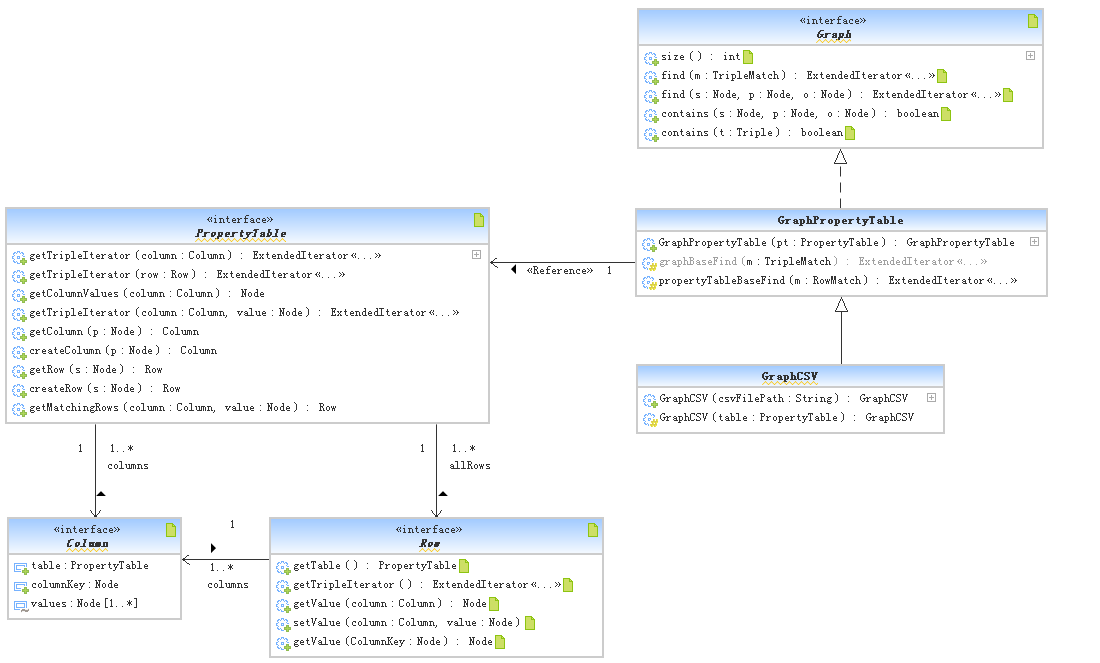 «interface»
Graph
size () : int
find (m : TripleMatch) : ExtendedIterator«...»
find (s : Node, p : Node, o : Node) : ExtendedIterator«...»
contains (s : Node, p : Node, o : Node) : boolean
contains (t : Triple) : boolean
«interface»
PropertyTable
getTripleIterator (column : Column) : ExtendedIterator«...»
getTripleIterator (row : Row) : ExtendedIterator«...»
getColumnValues (column : Column) : Node
getTripleIterator (column : Column, value : Node) : ExtendedIterator«...»
getColumn (p : Node) : Column
createColumn (p : Node) : Column
getRow (s : Node) : Row
createRow (s : Node) : Row
getMatchingRows (column : Column, value : Node) : Row
«Reference» 1
GraphPropertyTable
GraphPropertyTable (pt : PropertyTable) : GraphPropertyTable
graphBaseFind (m : TripleMatch) : ExtendedIterator«...»
propertyTableBaseFind (m : RowMatch) : ExtendedIterator«...»
GraphCSV
GraphCSV (csvFilePath : String) : GraphCSV
GraphCSV (table : PropertyTable) : GraphCSV
1 1..*
columns
1 1..*
allRows
«interface»
Column
table : PropertyTable
columnKey : Node
values : Node [1..*]
1
1..*
columns
«interface»
Row
getTable () : PropertyTable
getTripleIterator () : ExtendedIterator«...»
getValue (column : Column) : Node
setValue (column : Column, value : Node)
getValue (ColumnKey : Node) : Node